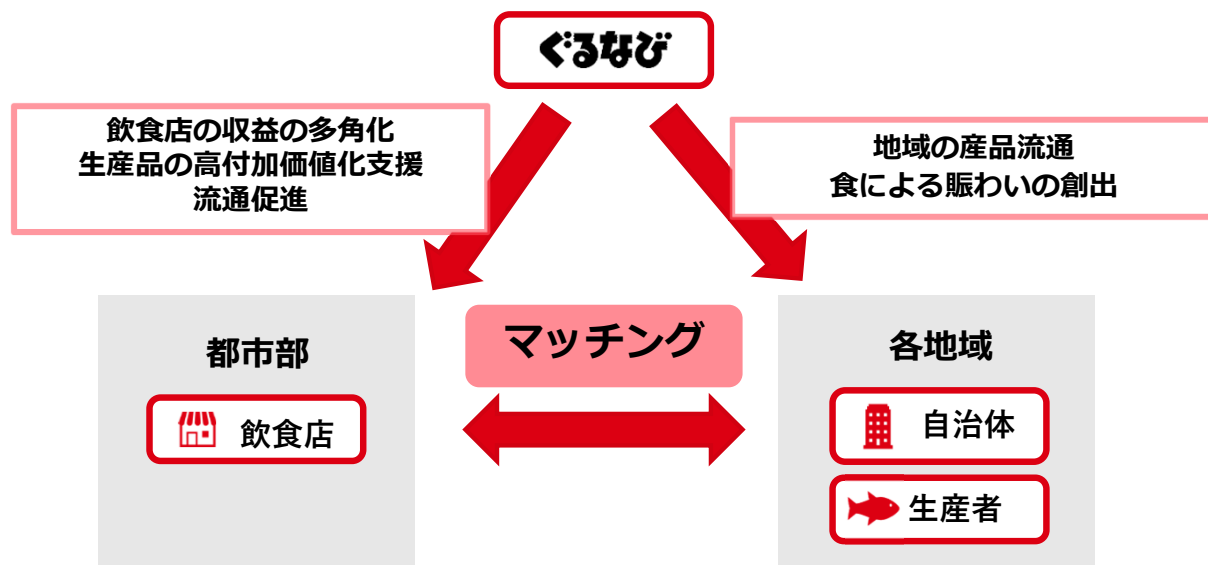 ぐるなび
飲食店の収益の多角化
生産品の高付加価値化支援
流通促進
地域の産品流通
食による賑わいの創出
都市部
飲食店
マッチング
各地域
自治体
生産者